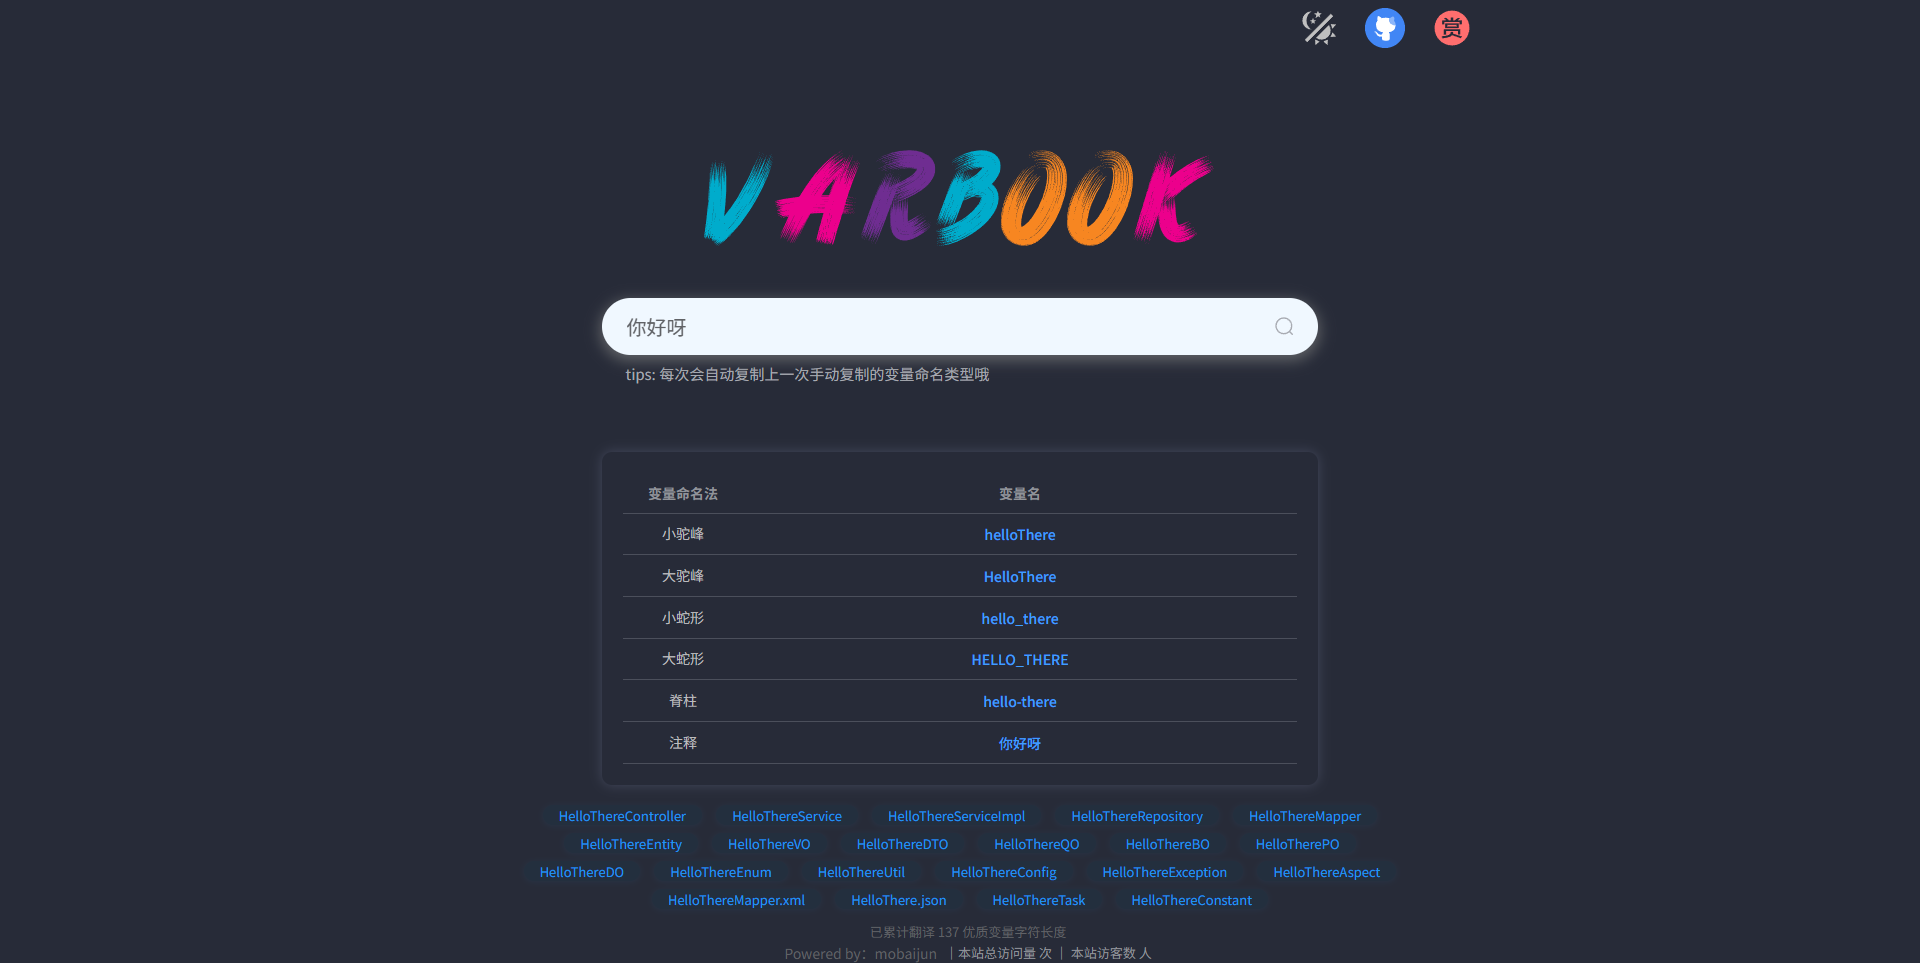 赏
VARBOOK
你好呀
tips: 每次会自动复制上一次手动复制的变量命名类型哦
变量命名法 变量名
小驼峰 helloThere
大驼峰 HelloThere
小蛇形 hello_there
大蛇形 HELLO_THERE
脊柱 hello-there
注释 你好呀
HelloThereController HelloThereService HelloThereServiceImpl HelloThereRepository HelloThereMapper
HelloThereEntity HelloThereVO HelloThereDTO HelloThereQO HelloThereBO HelloTherePO
HelloThereDO HelloThereEnum HelloThereUtil HelloThereConfig HelloThereException HelloThereAspect
HelloThereMapper.xml HelloThere.json HelloThereTask HelloThereConstant
已累计翻译 137 优质变量字符长度
Powered by：mobaijun | 本站总访问量 次 | 本站访客数 人